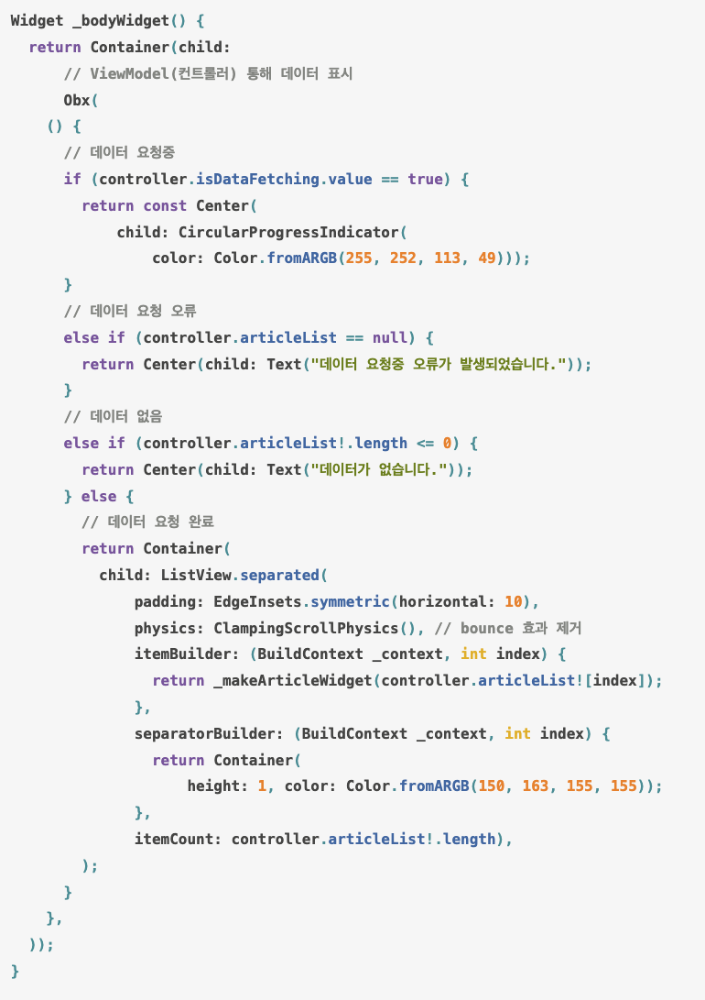 Widget _bodyWidget() {
  return Container(child:
      // ViewModel(컨트롤러) 통해 데이터 표시
      Obx(
    () {
      // 데이터 요청중
      if (controller.isDataFetching.value == true) {
        return const Center(
            child: CircularProgressIndicator(
                color: Color.fromARGB(255, 252, 113, 49)));
      }
      // 데이터 요청 오류
      else if (controller.articleList == null) {
        return Center(child: Text("데이터 요청중 오류가 발생되었습니다."));
      }
      // 데이터 없음
      else if (controller.articleList!.length <= 0) {
        return Center(child: Text("데이터가 없습니다."));
      } else {
        // 데이터 요청 완료
        return Container(
          child: ListView.separated(
              padding: EdgeInsets.symmetric(horizontal: 10),
              physics: ClampingScrollPhysics(), // bounce 효과 제거
              itemBuilder: (BuildContext _context, int index) {
                return _makeArticleWidget(controller.articleList![index]);
              },
              separatorBuilder: (BuildContext _context, int index) {
                return Container(
                    height: 1, color: Color.fromARGB(150, 163, 155, 155));
              },
              itemCount: controller.articleList!.length),
        );
      }
    },
  ));
}